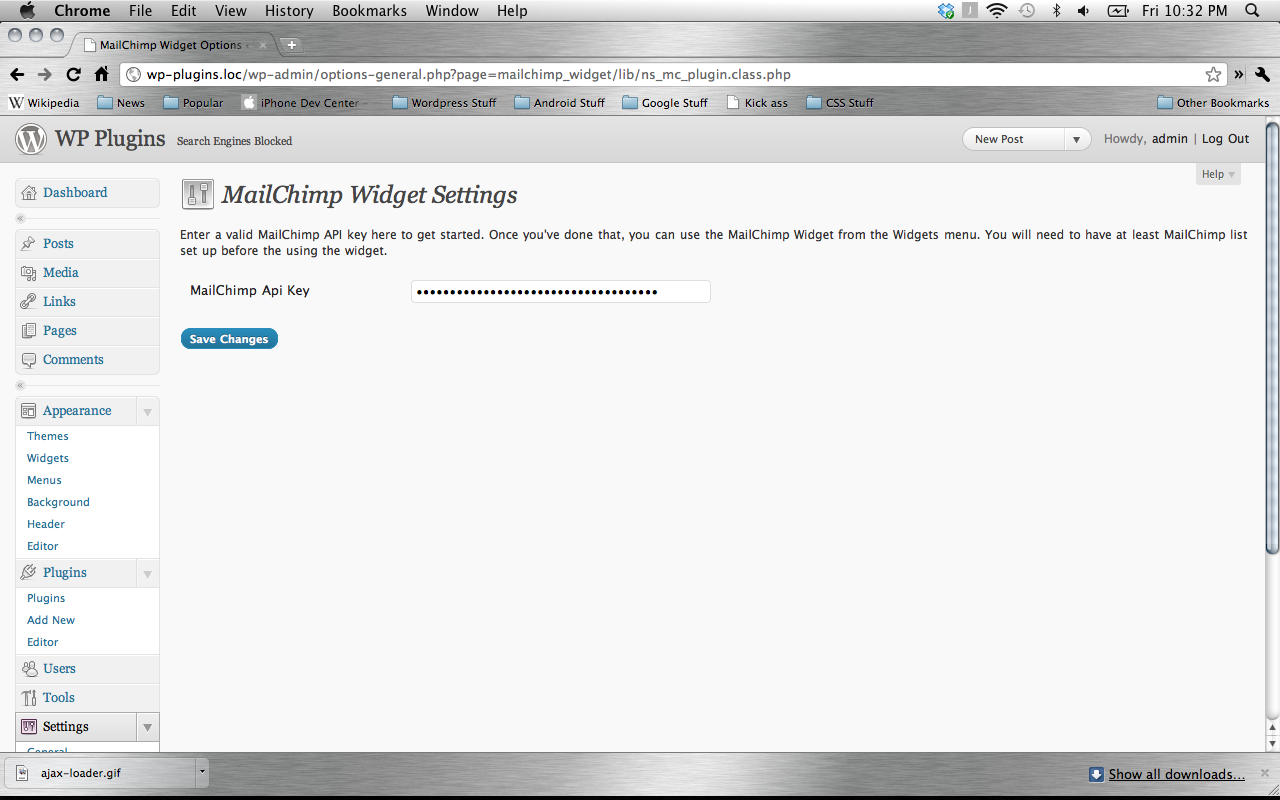 Chrome File Edit View History Bookmarks Window Help Fri 10:32 PM
MailChimp Widget Options
wp-plugins.loc/wp-admin/options-general.php?page=mailchimp_widget/lib/ns_mc_plugin.class.php
Wikipedia News Popular iPhone Dev Center Wordpress Stuff Android Stuff Google Stuff Kick ass CSS Stuff Other Bookmarks
WP Plugins Search Engines Blocked New Post Howdy, admin | Log Out
Help
Dashboard
Posts
Media
Links
Pages
Comments
Appearance
Themes
Widgets
Menus
Background
Header
Editor
Plugins
Plugins
Add New
Editor
Users
Tools
Settings
General
MailChimp Widget Settings
Enter a valid MailChimp API key here to get started. Once you've done that, you can use the MailChimp Widget from the Widgets menu. You will need to have at least MailChimp list
set up before the using the widget.
MailChimp Api Key ••••••••••••••••••••••••••••••••••••
Save Changes
ajax-loader.gif Show all downloads...